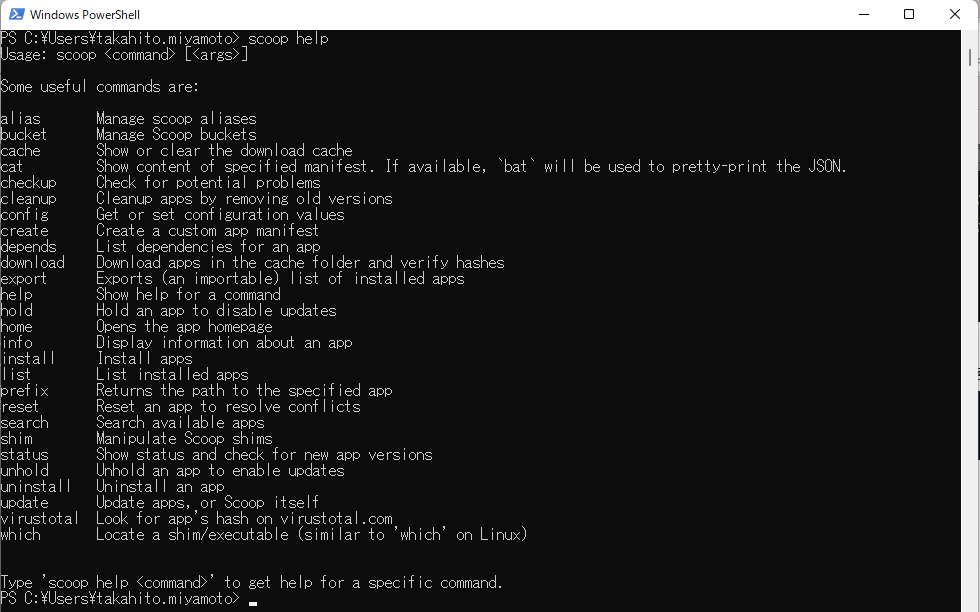 Windows PowerShell
PS C:¥Users¥takahito.miyamoto> scoop help
Usage: scoop <command> [<args>]
Some useful commands are:
alias Manage scoop aliases
bucket Manage Scoop buckets
cache Show or clear the download cache
cat Show content of specified manifest. If available, `bat` will be used to pretty-print the JSON.
checkup Check for potential problems
cleanup Cleanup apps by removing old versions
config Get or set configuration values
create Create a custom app manifest
depends List dependencies for an app
download Download apps in the cache folder and verify hashes
export Exports (an importable) list of installed apps
help Show help for a command
hold Hold an app to disable updates
home Opens the app homepage
info Display information about an app
install Install apps
list List installed apps
prefix Returns the path to the specified app
reset Reset an app to resolve conflicts
search Search available apps
shim Manipulate Scoop shims
status Show status and check for new app versions
unhold Unhold an app to enable updates
uninstall Uninstall an app
update Update apps, or Scoop itself
virustotal Look for app's hash on virustotal.com
which Locate a shim/executable (similar to 'which' on Linux)
Type 'scoop help <command>' to get help for a specific command.
PS C:¥Users¥takahito.miyamoto>